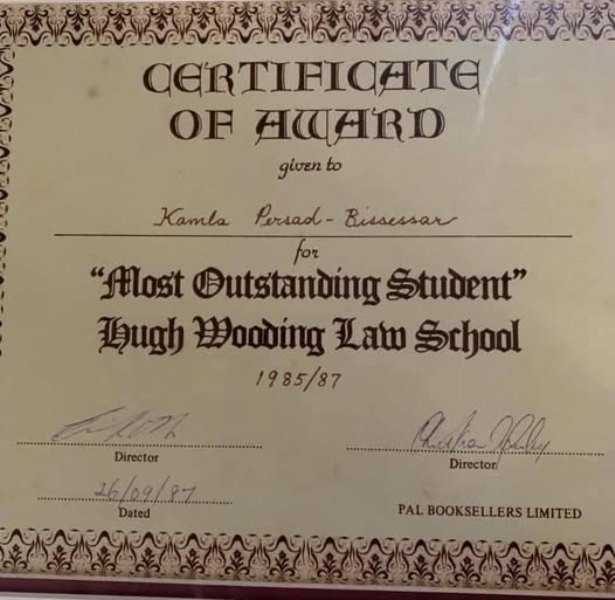 CERTIFICATE
OF AWARD
given to
Kamla Persad-Bissessar
for
"Most Outstanding Student"
Hugh Wooding Law School
1985/87
Director
Director
26/09/87
Dated
PAL BOOKSELLERS LIMITED